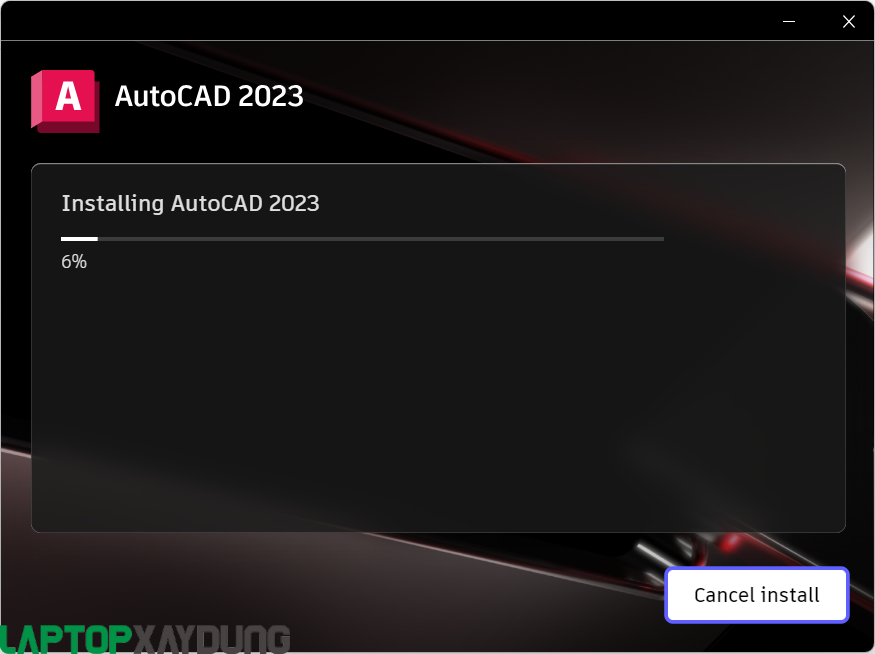 A
AutoCAD 2023
Installing AutoCAD 2023
6%
Cancel install
LAPTOPXAYDUNG